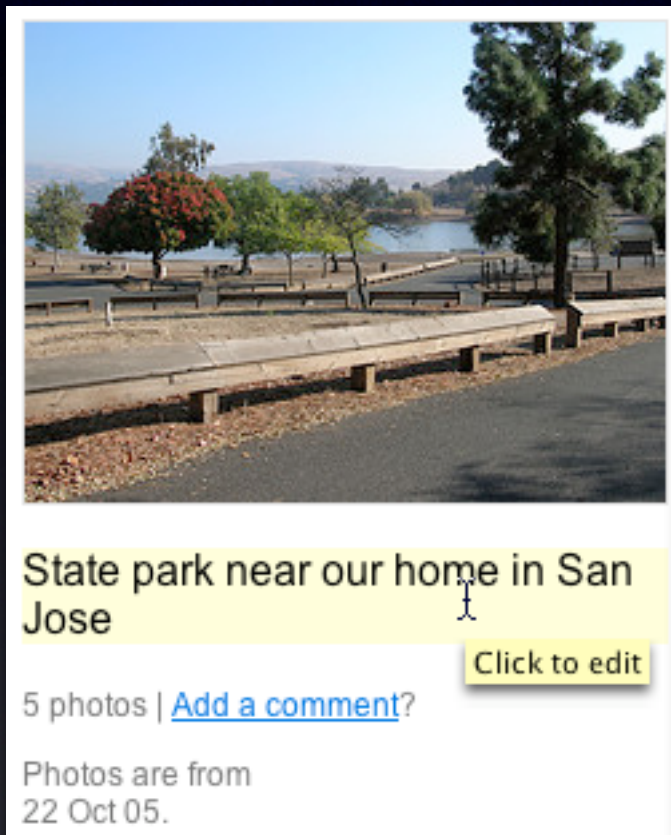 State park near our home in San
Jose
Click to edit
5 photos | Add a comment?
Photos are from
22 Oct 05.